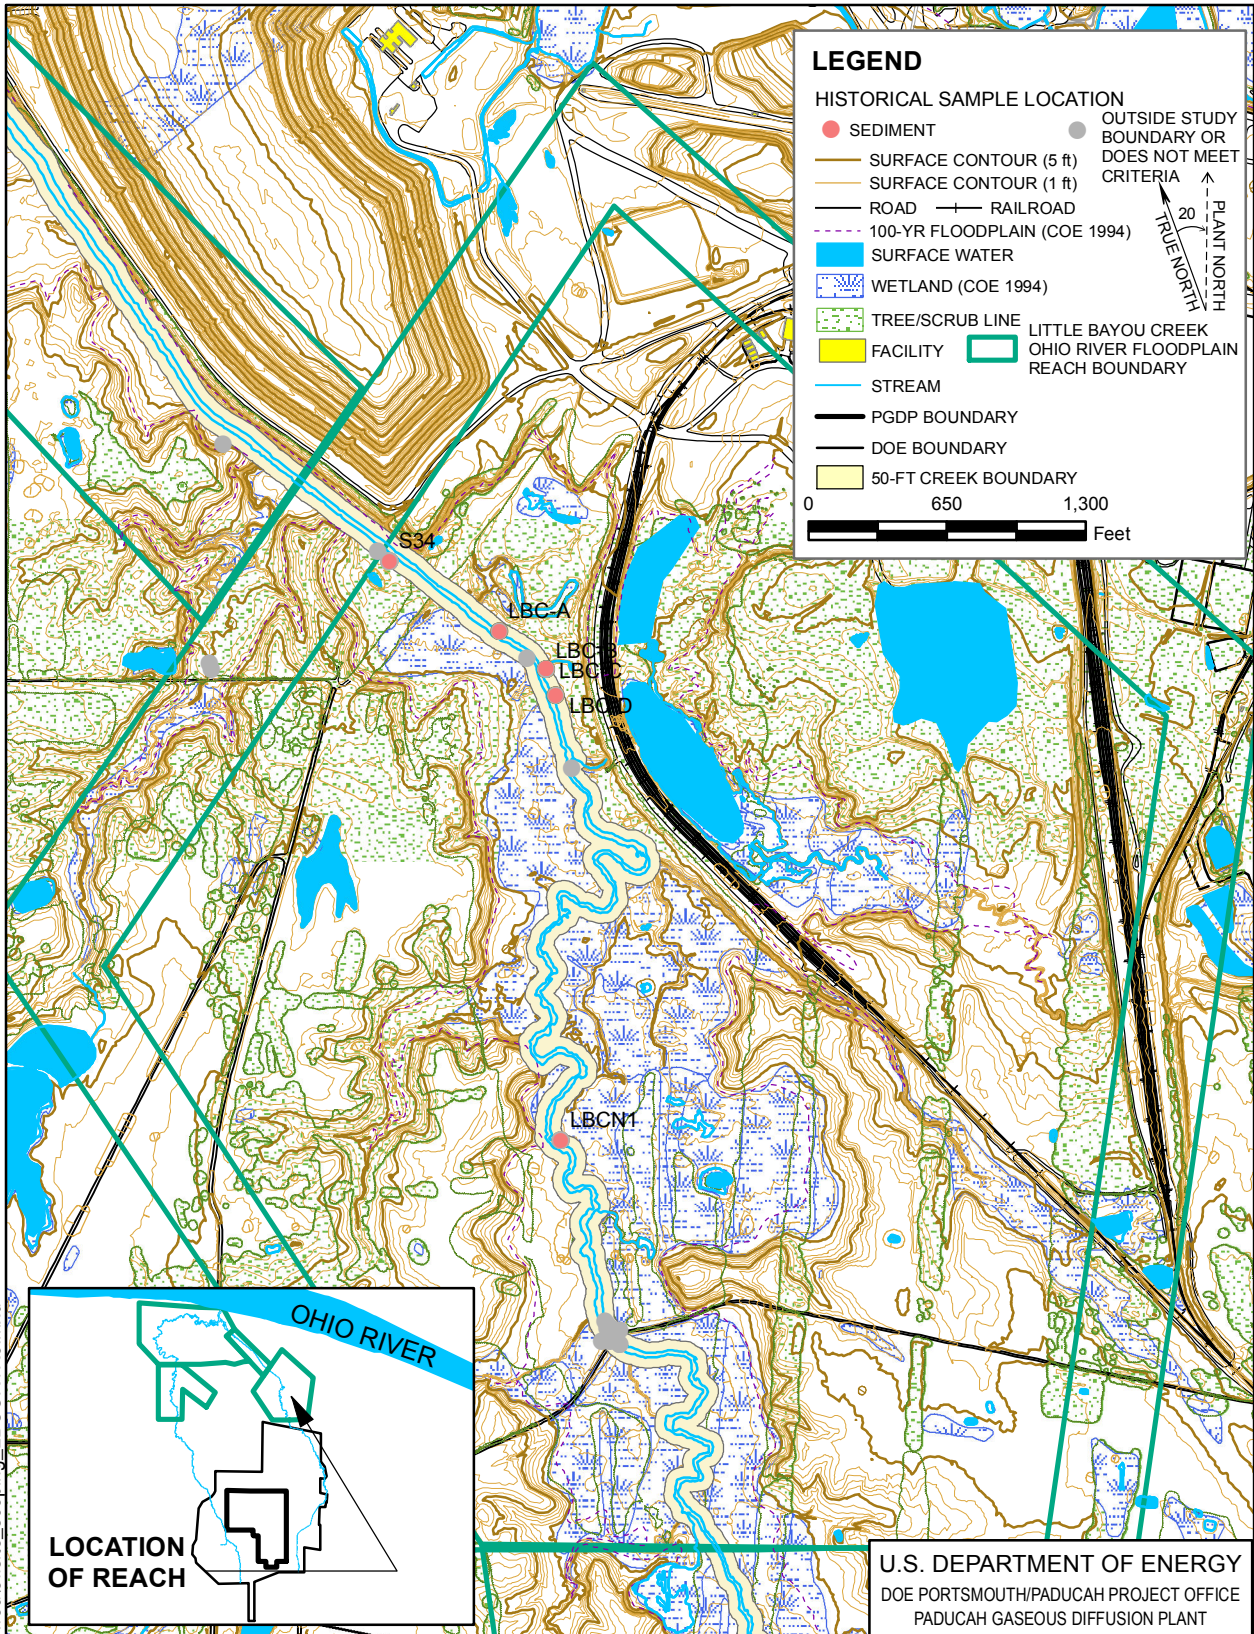 LEGEND
HISTORICAL SAMPLE LOCATION
SEDIMENT
OUTSIDE STUDY
BOUNDARY OR
DOES NOT MEET
CRITERIA
SURFACE CONTOUR (5 ft)
SURFACE CONTOUR (1 ft)
ROAD
RAILROAD
100-YR FLOODPLAIN (COE 1994)
SURFACE WATER
WETLAND (COE 1994)
TREE/SCRUB LINE
FACILITY
LITTLE BAYOU CREEK
OHIO RIVER FLOODPLAIN
REACH BOUNDARY
STREAM
PGDP BOUNDARY
DOE BOUNDARY
50-FT CREEK BOUNDARY
20
TRUE NORTH
PLANT NORTH
0 650 1,300
Feet
S34
LBC-A
LBC-B
LBC-C
LBC-D
LBCN1
OHIO RIVER
LOCATION
OF REACH
U.S. DEPARTMENT OF ENERGY
DOE PORTSMOUTH/PADUCAH PROJECT OFFICE
PADUCAH GASEOUS DIFFUSION PLANT